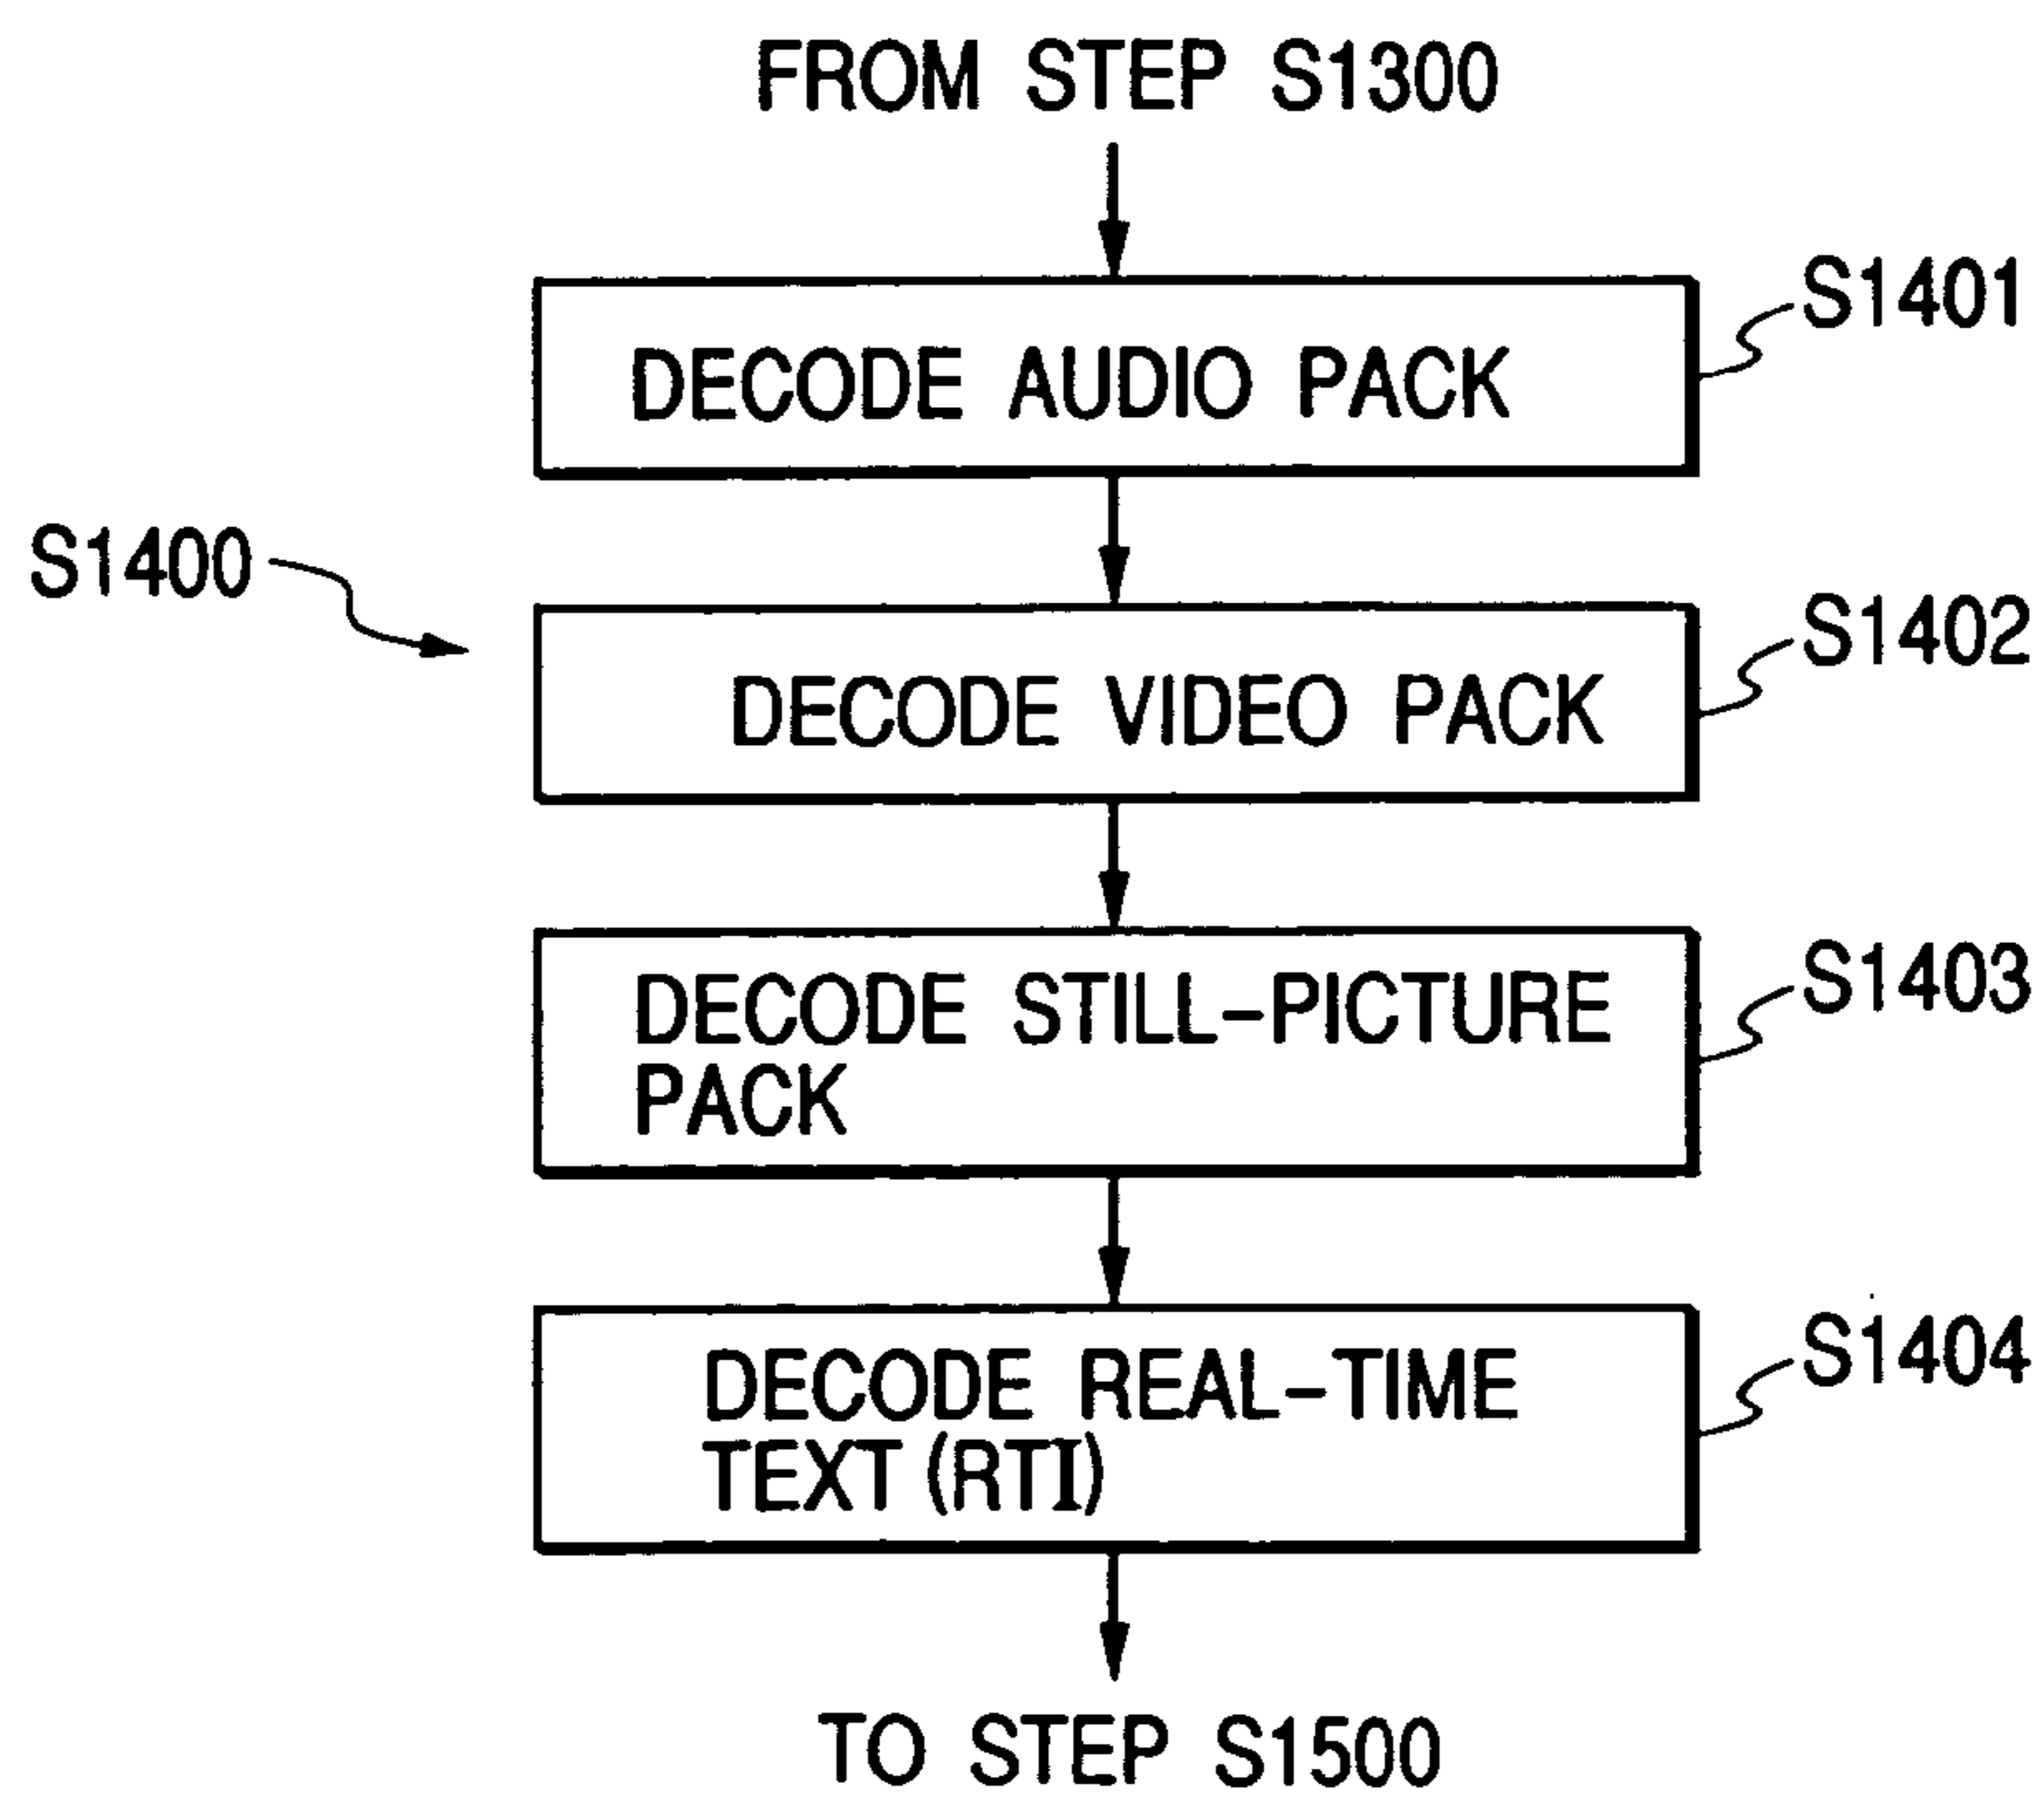 FROM STEP S1300
DECODE AUDIO PACK
S1401
S1400
DECODE VIDEO PACK
S1402
DECODE STILL-PICTURE
PACK
S1403
DECODE REAL-TIME
TEXT (RTI)
S1404
TO STEP S1500